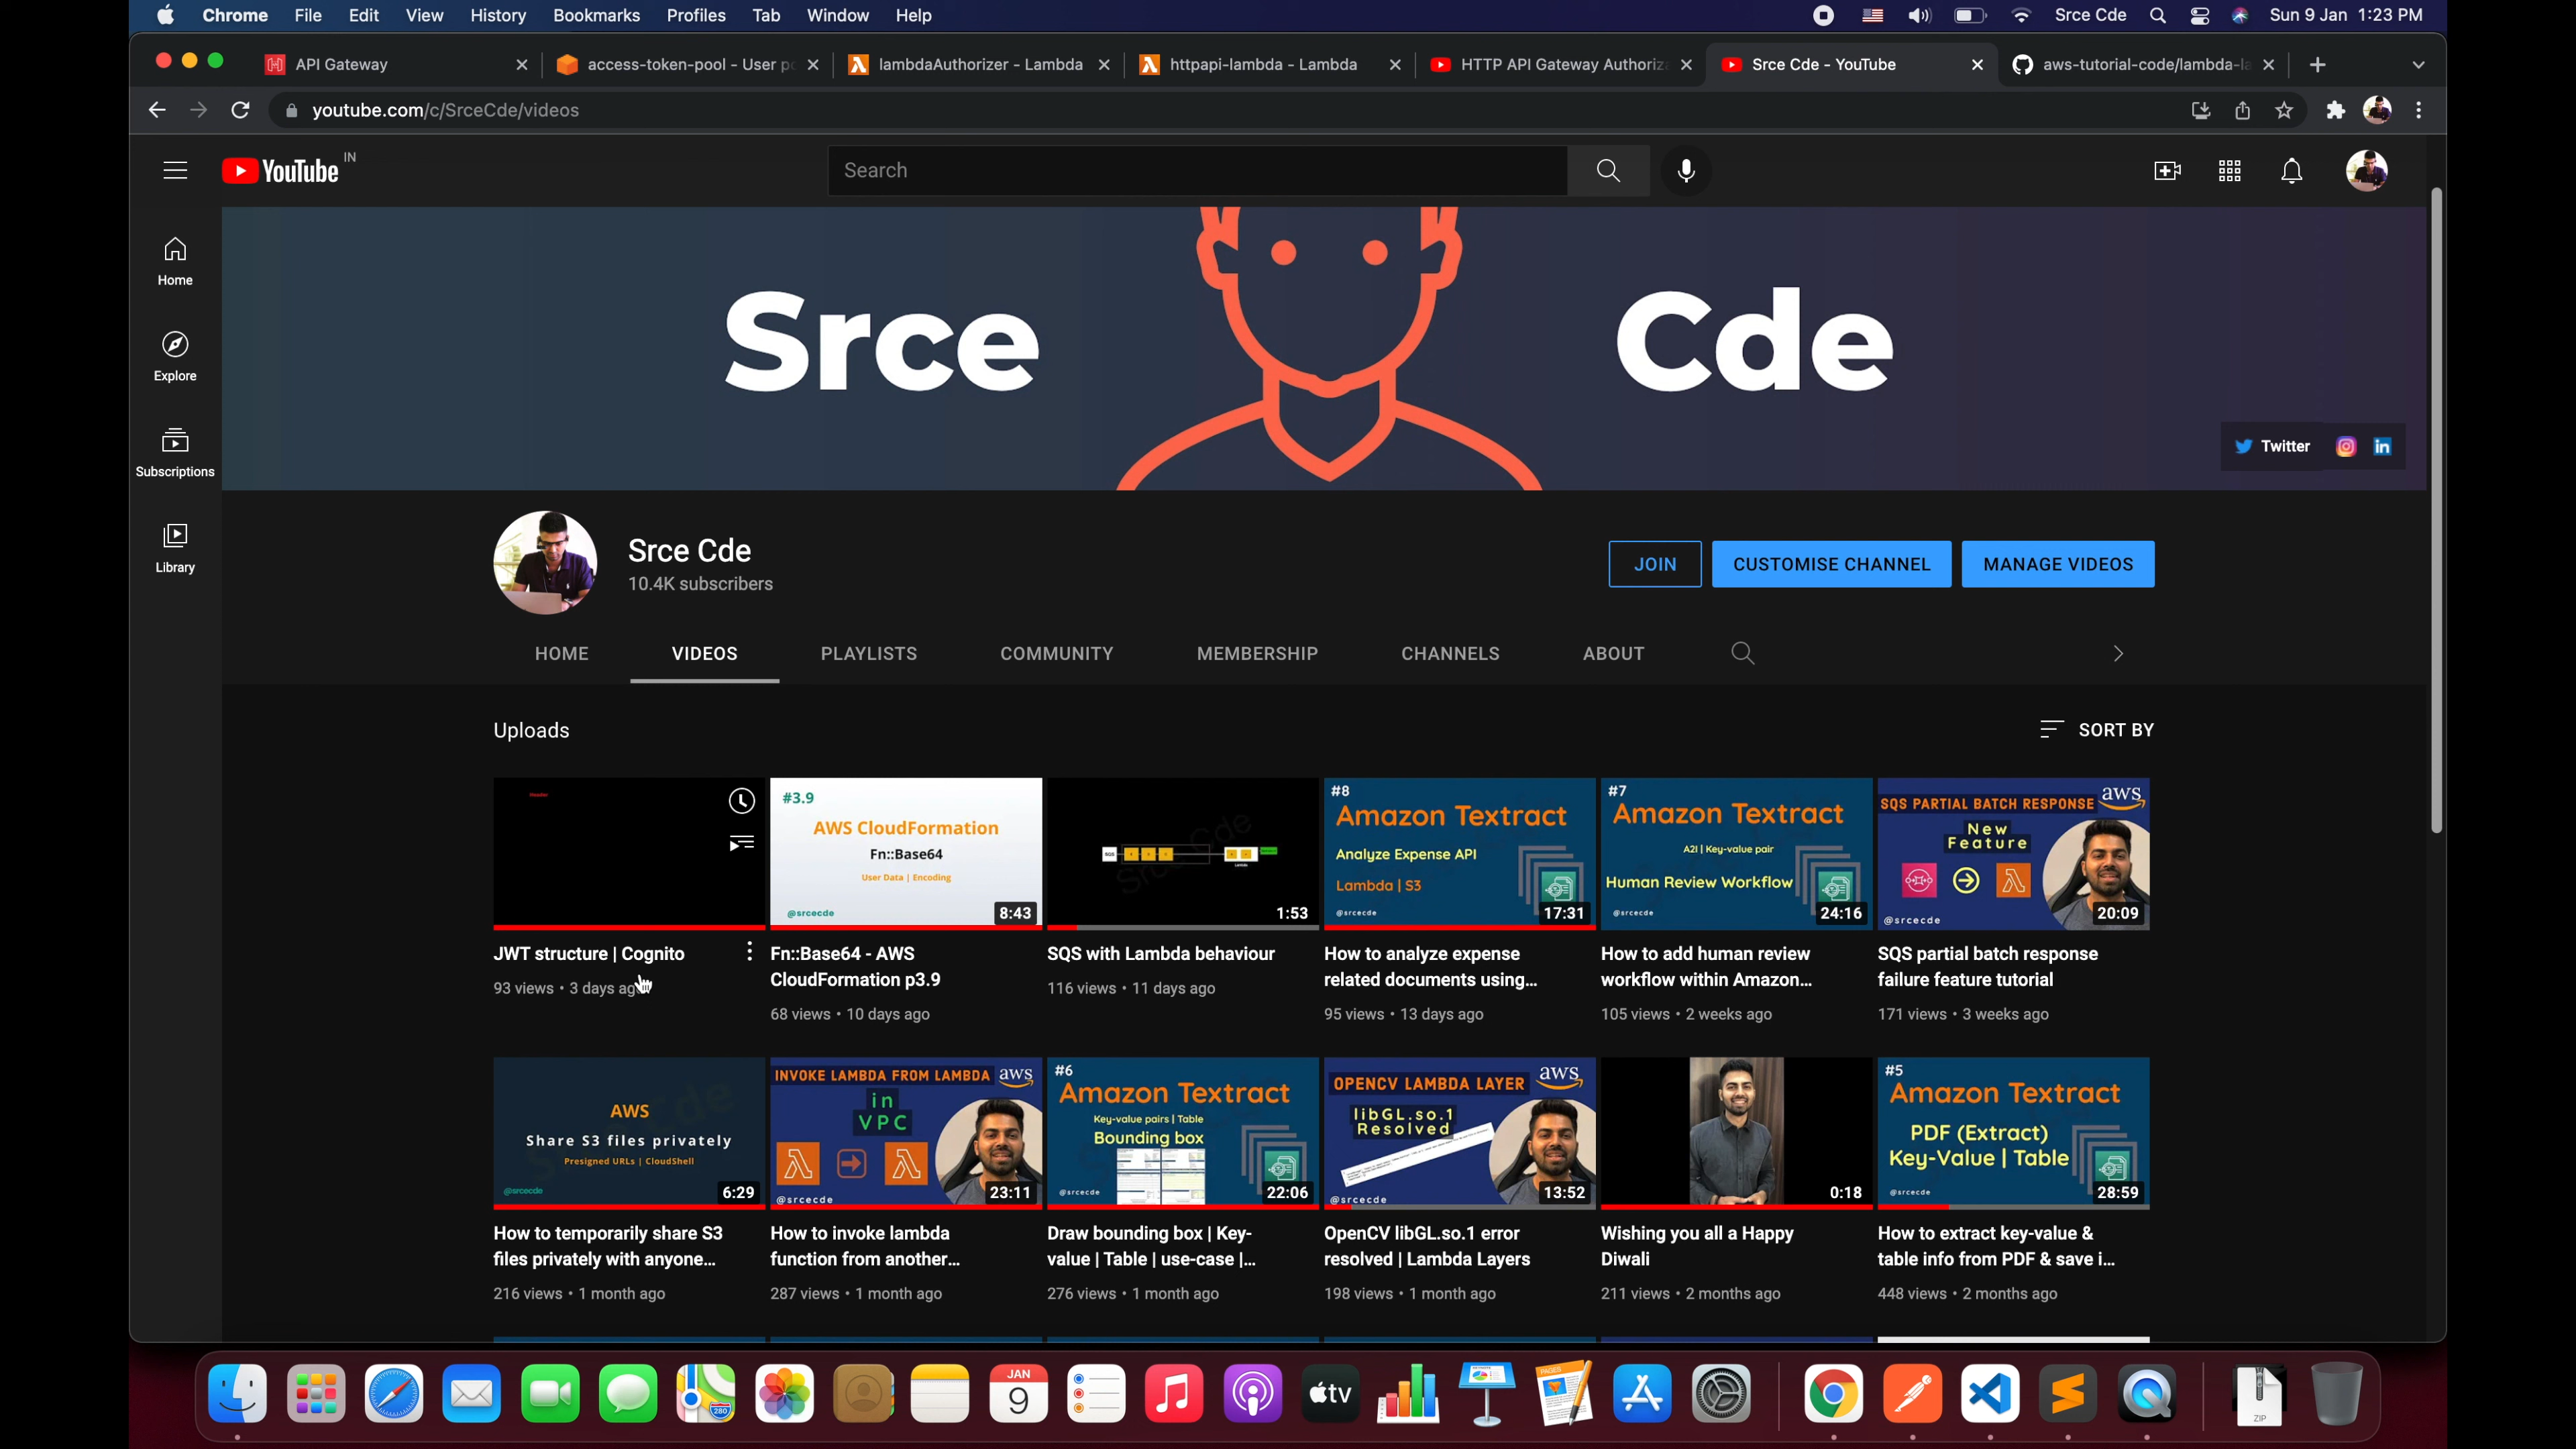 Chrome File Edit View History Bookmarks Profiles Tab Window Help Srce Cde Sun 9 Jan 1:23 PM
API Gateway access-token-pool - User po lambdaAuthorizer - Lambda httpapi-lambda - Lambda HTTP API Gateway Authoriz Srce Cde - YouTube aws-tutorial-code/lambda-la
youtube.com/c/SrceCde/videos
YouTube IN
Search
Home
Explore
Subscriptions
Library
Srce Cde
Twitter
Srce Cde
10.4K subscribers
JOIN CUSTOMISE CHANNEL MANAGE VIDEOS
HOME VIDEOS PLAYLISTS COMMUNITY MEMBERSHIP CHANNELS ABOUT
Uploads
SORT BY
JWT structure | Cognito
93 views • 3 days ago
#3.9
AWS CloudFormation
Fn::Base64
User Data | Encoding
@srcecde
8:43
Fn::Base64 - AWS
CloudFormation p3.9
68 views • 10 days ago
Srce Cde
SQS
1:53
SQS with Lambda behaviour
116 views • 11 days ago
#8
Amazon Textract
Analyze Expense API
Lambda | S3
@srcecde
17:31
How to analyze expense
related documents using...
95 views • 13 days ago
#7
Amazon Textract
A2I | Key-value pair
Human Review Workflow
@srcecde
24:16
How to add human review
workflow within Amazon...
105 views • 2 weeks ago
SQS PARTIAL BATCH RESPONSE aws
New
Feature
@srcecde
20:09
SQS partial batch response
failure feature tutorial
171 views • 3 weeks ago
AWS
Share S3 files privately
Presigned URLs | CloudShell
@srcecde
6:29
How to temporarily share S3
files privately with anyone...
216 views • 1 month ago
INVOKE LAMBDA FROM LAMBDA aws
in
VPC
@srcecde
23:11
How to invoke lambda
function from another...
287 views • 1 month ago
#6
Amazon Textract
Key-value pairs | Table
Bounding box
@srcecde
22:06
Draw bounding box | Key-
value | Table | use-case |...
276 views • 1 month ago
OPENCV LAMBDA LAYER aws
libGL.so.1
Resolved
@srcecde
13:52
OpenCV libGL.so.1 error
resolved | Lambda Layers
198 views • 1 month ago
0:18
Wishing you all a Happy
Diwali
211 views • 2 months ago
#5
Amazon Textract
PDF (Extract)
Key-Value | Table
@srcecde
28:59
How to extract key-value &
table info from PDF & save i...
448 views • 2 months ago
280
JAN
9
tv
PAGES
ZIP